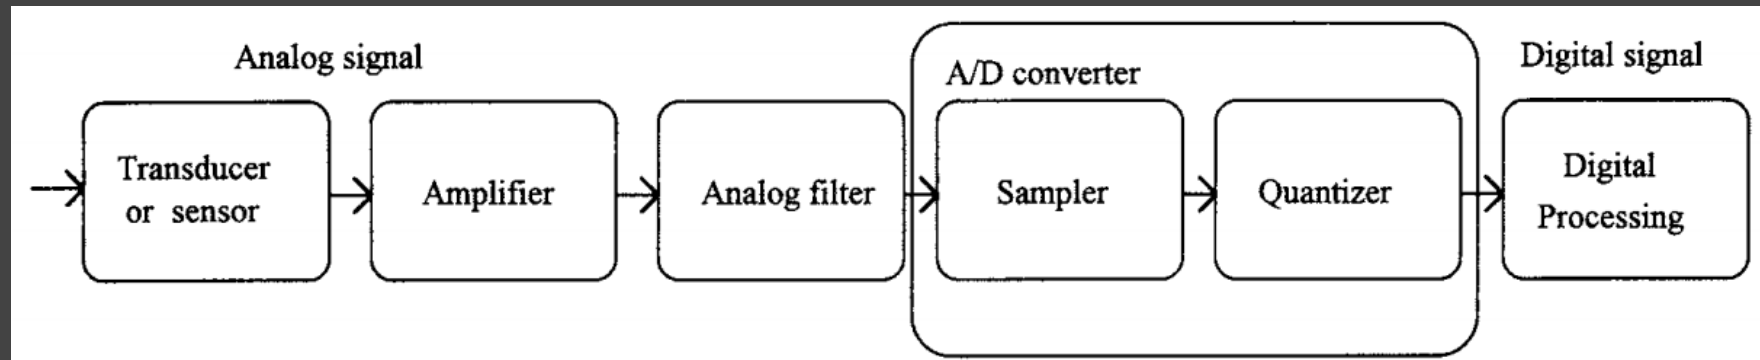 Analog signal
A/D converter
Digital signal
Transducer
or sensor
Amplifier
Analog filter
Sampler
Quantizer
Digital
Processing